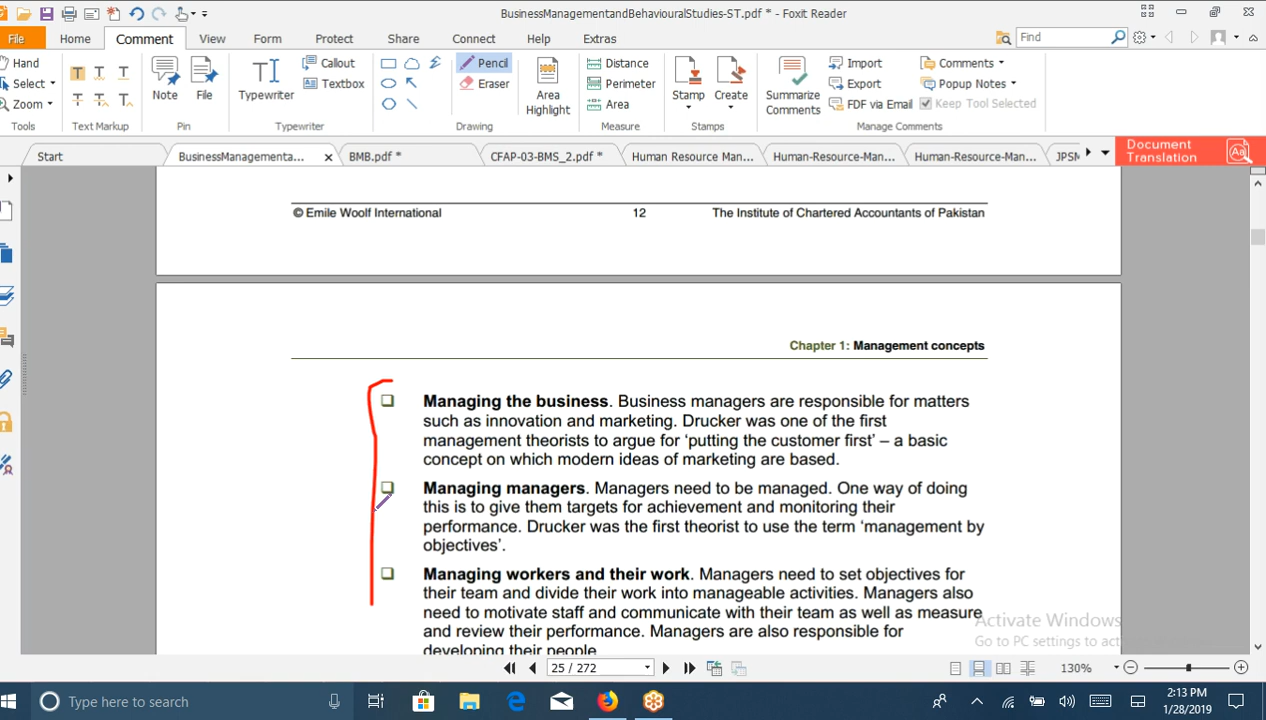 BusinessManagementandBehaviouralStudies-ST.pdf * - Foxit Reader
File Home Comment View Form Protect Share Connect Help Extras Find
Hand
Select
Zoom
Note File
Typewriter
Callout
Textbox
Pencil
Eraser
Area
Highlight
Distance
Perimeter
Area
Stamp Create
Summarize
Comments
Import
Export
FDF via Email
Comments
Popup Notes
Keep Tool Selected
Tools Text Markup Pin Typewriter Drawing Measure Stamps Manage Comments
Start BusinessManagementa... BMB.pdf * CFAP-03-BMS_2.pdf * Human Resource Man... Human-Resource-Man... Human-Resource-Man... JPSM
Document
Translation
© Emile Woolf International 12 The Institute of Chartered Accountants of Pakistan
Chapter 1: Management concepts
❑ Managing the business. Business managers are responsible for matters
such as innovation and marketing. Drucker was one of the first
management theorists to argue for ‘putting the customer first’ – a basic
concept on which modern ideas of marketing are based.
❑ Managing managers. Managers need to be managed. One way of doing
this is to give them targets for achievement and monitoring their
performance. Drucker was the first theorist to use the term ‘management by
objectives’.
❑ Managing workers and their work. Managers need to set objectives for
their team and divide their work into manageable activities. Managers also
need to motivate staff and communicate with their team as well as measure
and review their performance. Managers are also responsible for
developing their people
Activate Windows
Go to PC settings to act
25 / 272 130%
Type here to search
2:13 PM
1/28/2019